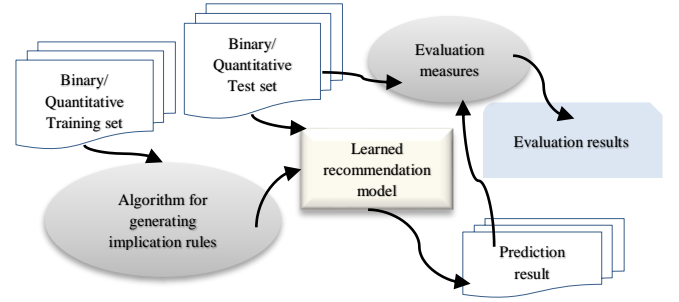 Binary/
Quantitative
Training set
Binary/
Quantitative
Test set
Evaluation
measures
Evaluation results
Learned
recommendation
model
Algorithm for
generating
implication rules
Prediction
result